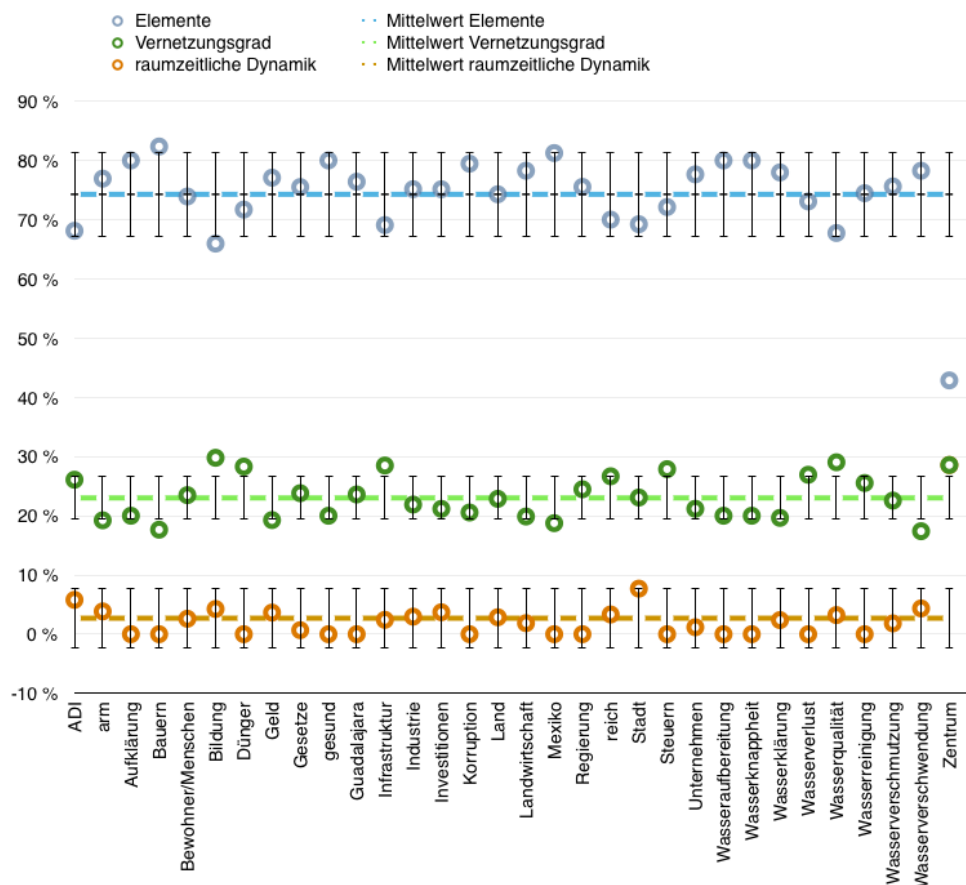 Elemente
Vernetzungsgrad
raumzeitliche Dynamik
Mittelwert Elemente
Mittelwert Vernetzungsgrad
Mittelwert raumzeitliche Dynamik
90 %
80 %
70 %
60 %
50 %
40 %
30 %
20 %
10 %
0 %
-10 %
ADI
arm
Aufklärung
Bauern
Bewohner/Menschen
Bildung
Dünger
Geld
Gesetze
gesund
Guadalajara
Infrastruktur
Industrie
Investitionen
Korruption
Land
Landwirtschaft
Mexiko
Regierung
reich
Stadt
Steuern
Unternehmen
Wasseraufbereitung
Wasserknappheit
Wasserklärung
Wasserverlust
Wasserqualität
Wasserreinigung
Wasserverschmutzung
Wasserverschwendung
Zentrum